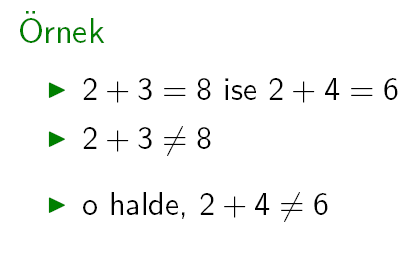 Örnek
▶ 2 + 3 = 8 ise 2 + 4 = 6
▶ 2 + 3 ≠ 8
▶ o halde, 2 + 4 ≠ 6